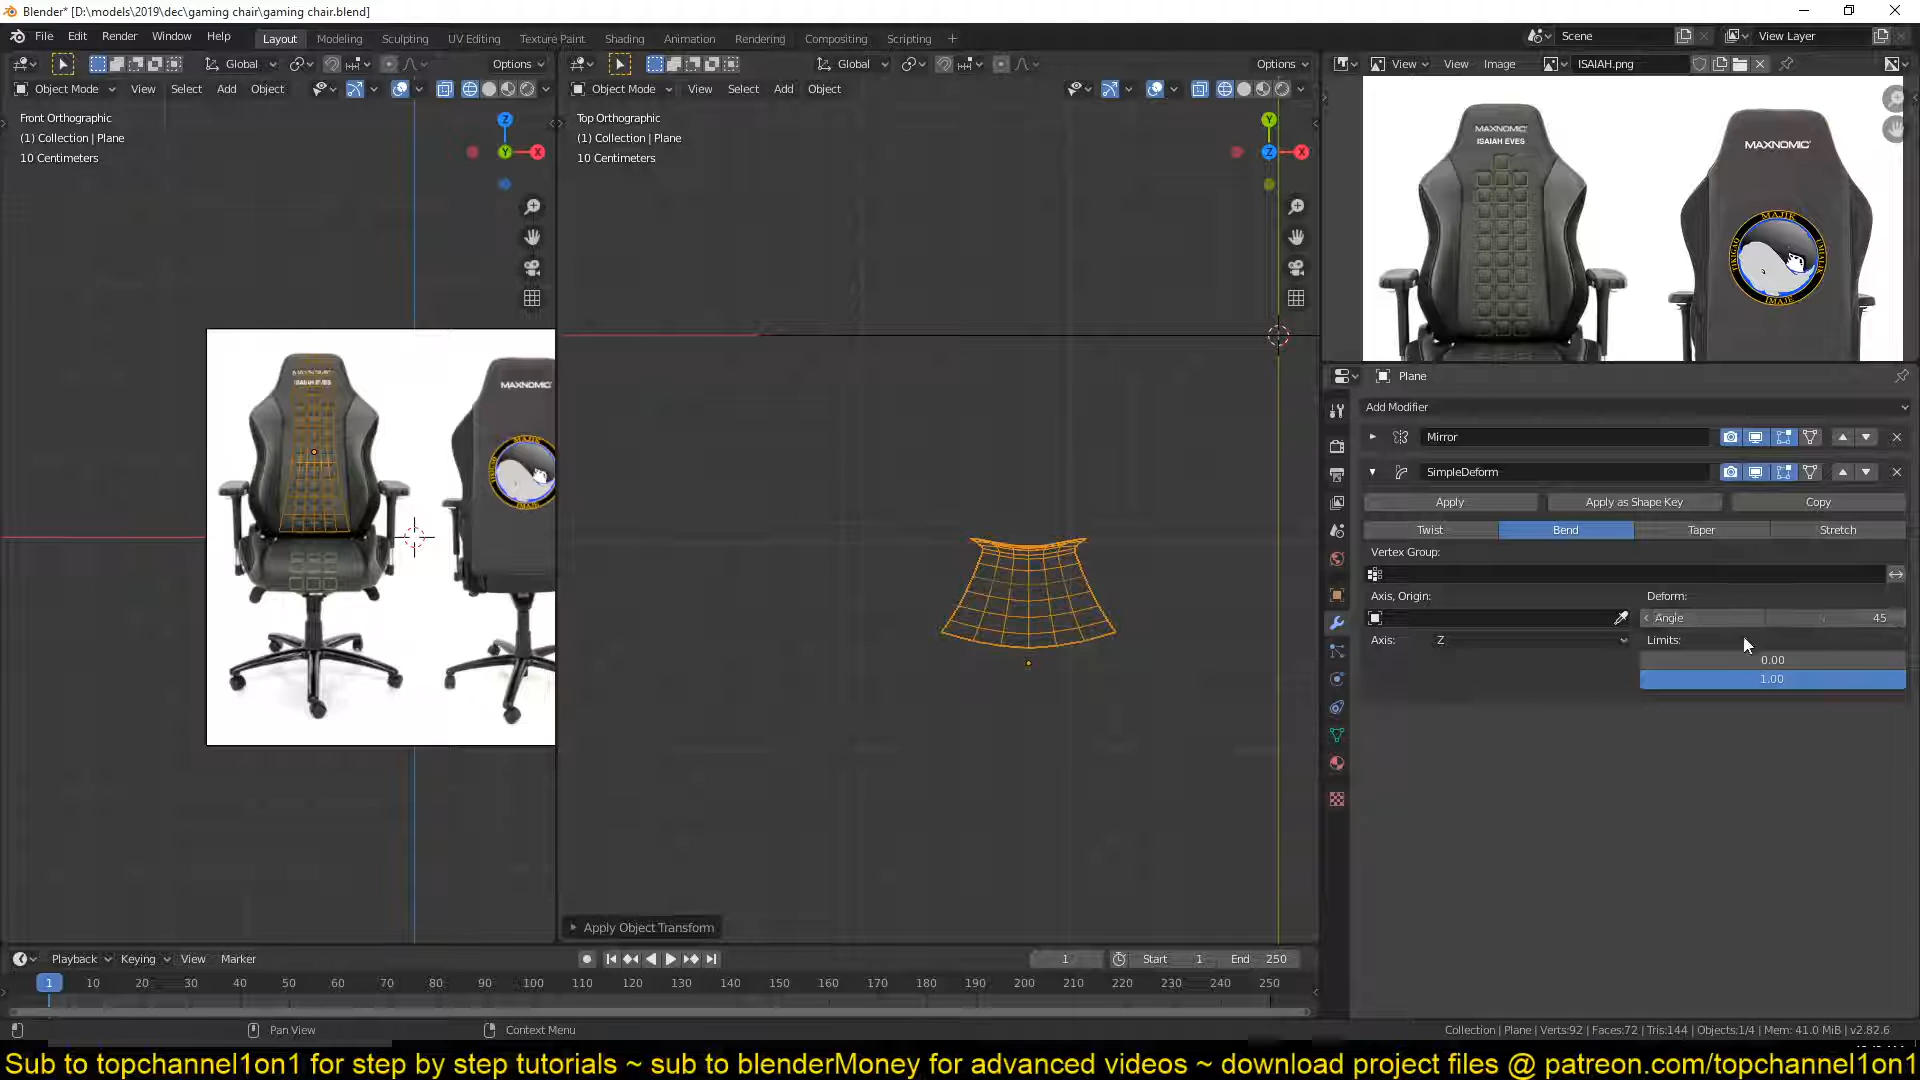 Blender* [D:\models\2019\dec\gaming chair\gaming chair.blend]
File Edit Render Window Help Layout Modeling Sculpting UV Editing Texture Paint Shading Animation Rendering Compositing Scripting + Scene View Layer
Global Options Global Options View View Image ISAIAH.png
Object Mode View Select Add Object Object Mode View Select Add Object
Front Orthographic
(1) Collection | Plane
10 Centimeters
Z
Y
X
Top Orthographic
(1) Collection | Plane
10 Centimeters
Y
Z
X
MAXNOMIC
ISAIAH EVES
MAXNOMIC
MAJIK
IMAJE
ISAIAH EVES
MAXNOMIC
Plane
Add Modifier
Mirror
SimpleDeform
Apply Apply as Shape Key Copy
Twist Bend Taper Stretch
Vertex Group:
Axis, Origin: Deform:
Angle 45
Axis: Z Limits:
0.00
1.00
Apply Object Transform
Playback Keying View Marker 1 Start 1 End 250
1 10 20 30 40 50 60 70 80 90 100 110 120 130 140 150 160 170 180 190 200 210 220 230 240 250
Pan View Context Menu Collection | Plane | Verts:92 | Faces:72 | Tris:144 | Objects:1/4 | Mem: 41.0 MiB | v2.82.6
Sub to topchannel1on1 for step by step tutorials ~ sub to blenderMoney for advanced videos ~ download project files @ patreon.com/topchannel1on1